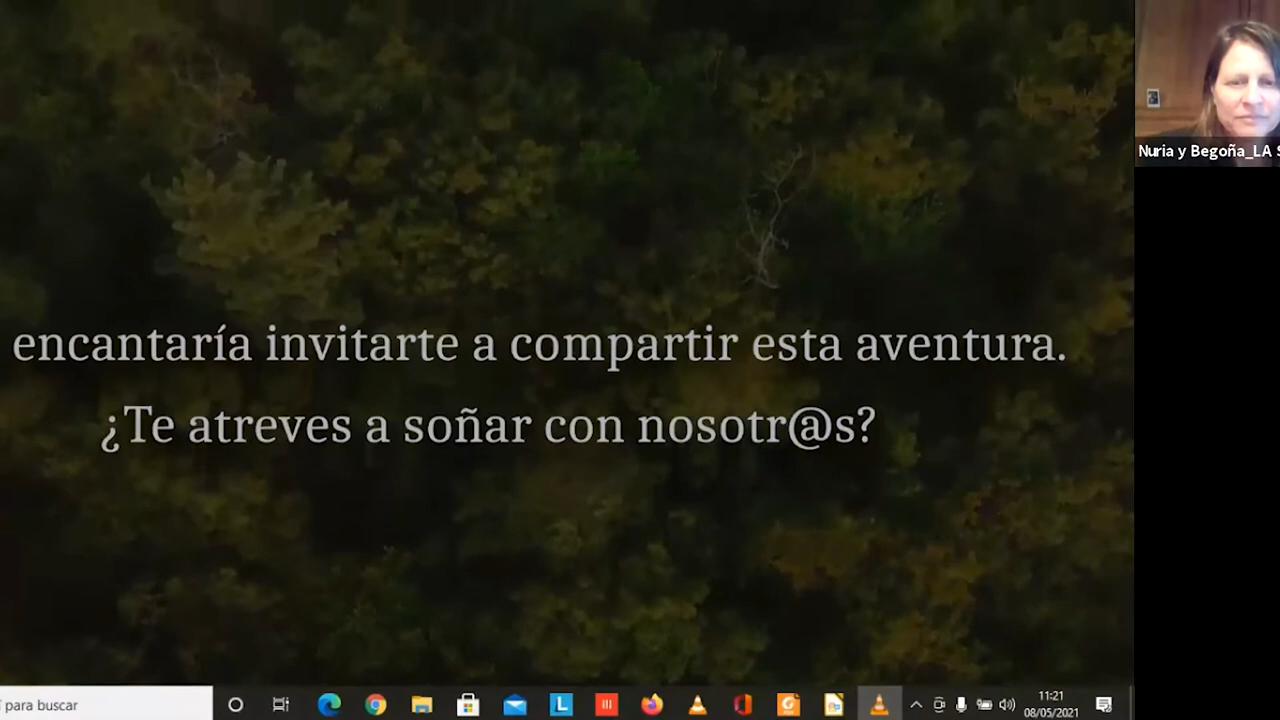 encantaría invitarte a compartir esta aventura.
¿Te atreves a soñar con nosotr@s?
Nuria y Begoña_LA
para buscar
11:21
08/05/2021